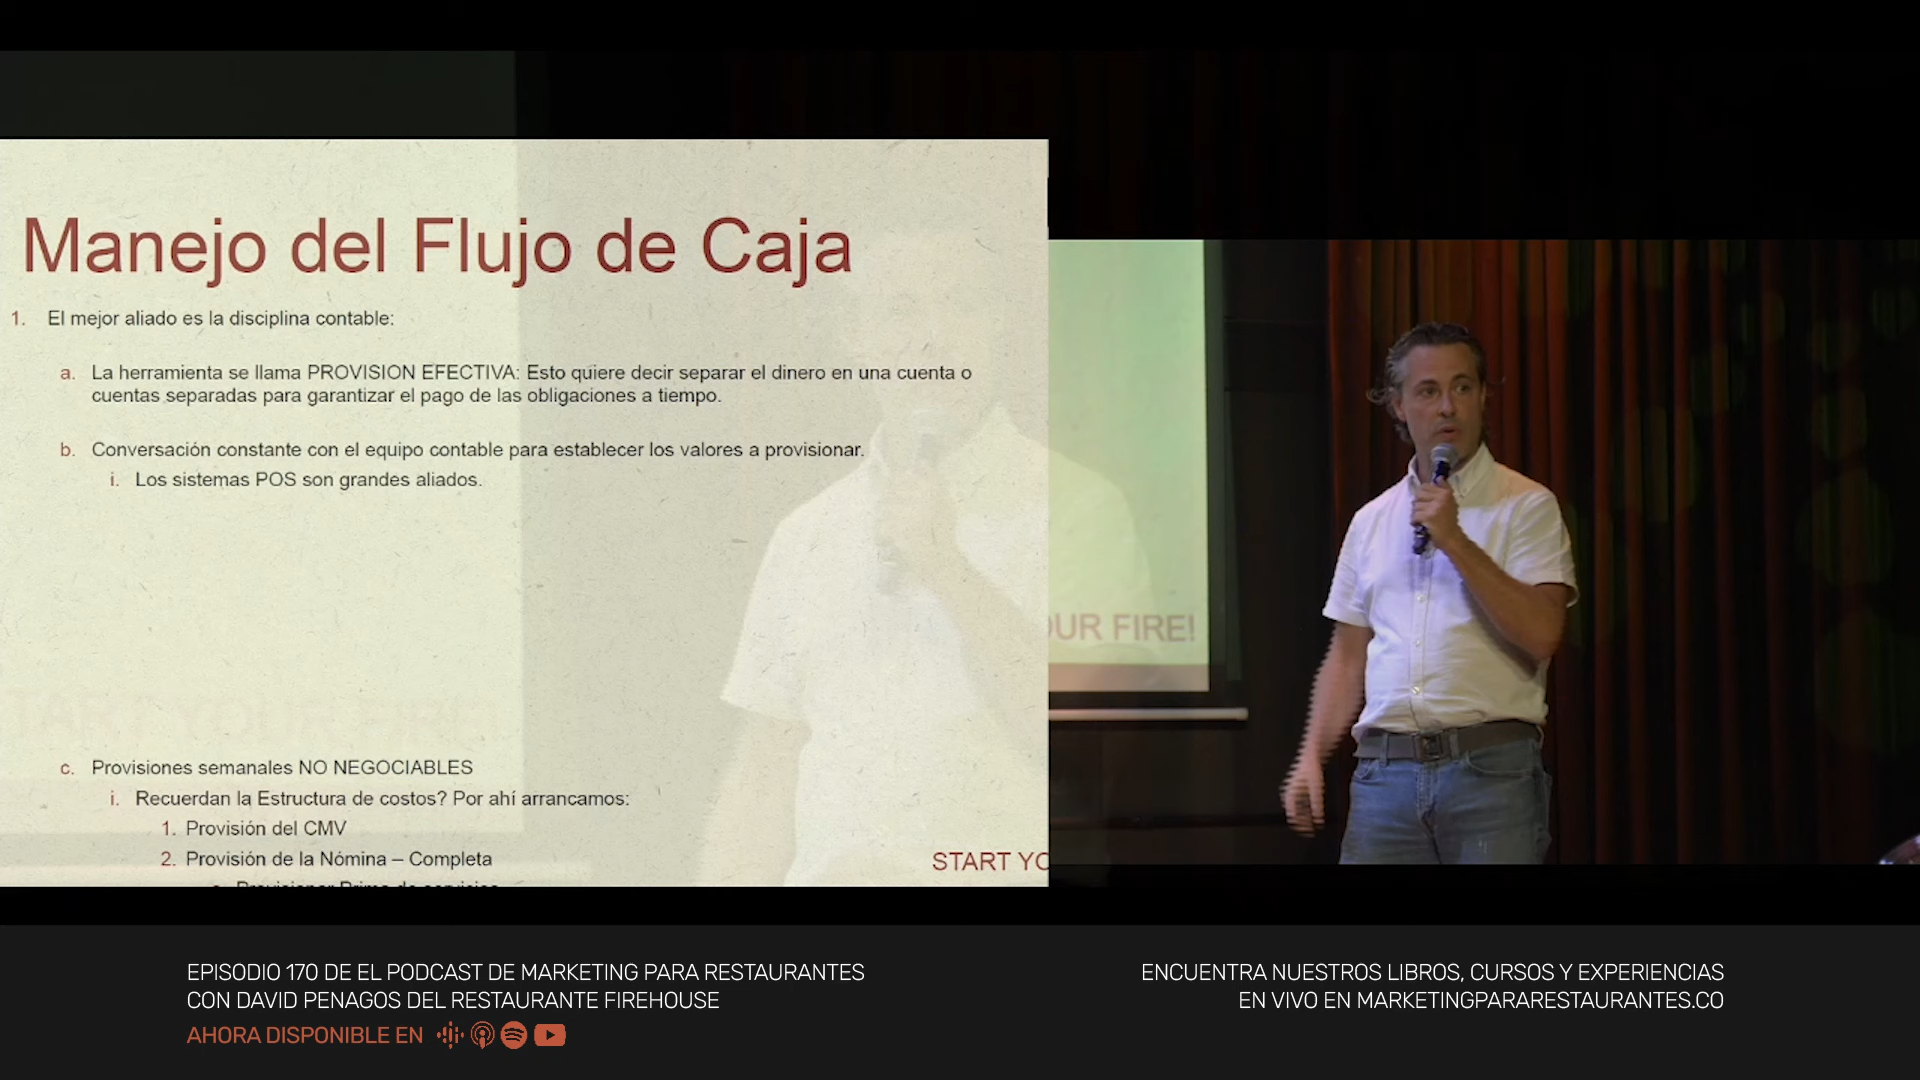 Manejo del Flujo de Caja
1. El mejor aliado es la disciplina contable:
a. La herramienta se llama PROVISION EFECTIVA: Esto quiere decir separar el dinero en una cuenta o
cuentas separadas para garantizar el pago de las obligaciones a tiempo.
b. Conversación constante con el equipo contable para establecer los valores a provisionar.
i. Los sistemas POS son grandes aliados.
c. Provisiones semanales NO NEGOCIABLES
i. Recuerdan la Estructura de costos? Por ahí arrancamos:
1. Provisión del CMV
2. Provisión de la Nómina – Completa
a. Provisionar Prima de servicios
START YO
OUR FIRE!
EPISODIO 170 DE EL PODCAST DE MARKETING PARA RESTAURANTES
CON DAVID PENAGOS DEL RESTAURANTE FIREHOUSE
AHORA DISPONIBLE EN
ENCUENTRA NUESTROS LIBROS, CURSOS Y EXPERIENCIAS
EN VIVO EN MARKETINGPARARESTAURANTES.CO